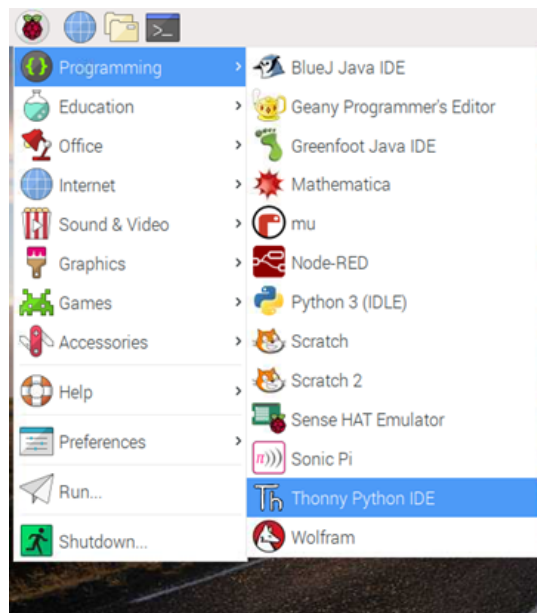 Programming
Education
Office
Internet
Sound & Video
Graphics
Games
Accessories
Help
Preferences
Run...
Shutdown...
BlueJ Java IDE
Geany Programmer's Editor
Greenfoot Java IDE
Mathematica
mu
Node-RED
Python 3 (IDLE)
Scratch
Scratch 2
Sense HAT Emulator
π))) Sonic Pi
Th Thonny Python IDE
Wolfram